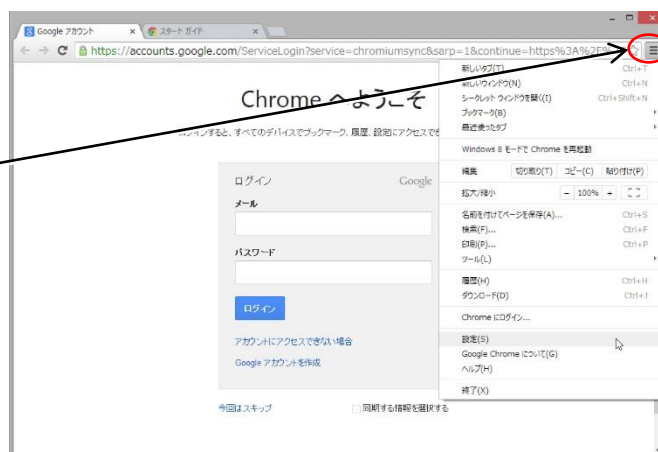 Google アカウント × スタート ガイド ×
https://accounts.google.com/ServiceLogin?service=chromiumsync&sarp=1&continue=https%3A%2F%
Chrome へようそ
ログインすると、すべてのデバイスでブックマーク、履歴、設定にアクセスでき
ログイン Google
メール
パスワード
ログイン
アカウントにアクセスできない場合
Google アカウントを作成
今回はスキップ 同期する情報を選択する
新しいタブ(T) Ctrl+T
新しいウィンドウ(N) Ctrl+N
シークレット ウィンドウを開く(I) Ctrl+Shift+N
ブックマーク(B)
最近使ったタブ
Windows 8 モードで Chrome を再起動
編集 切り取り(T) コピー(C) 貼り付け(P)
拡大/縮小 − 100% +
名前を付けてページを保存(A)... Ctrl+S
検索(F)... Ctrl+F
印刷(P)... Ctrl+P
ツール(L)
履歴(H) Ctrl+H
ダウンロード(D) Ctrl+J
Chrome にログイン...
設定(S)
Google Chrome について(G)
ヘルプ(H)
終了(X)